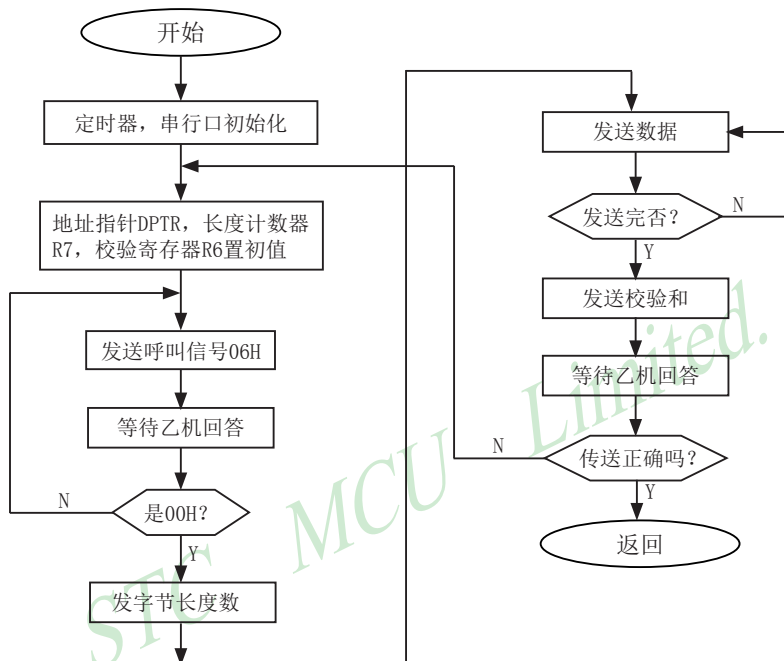 开始
定时器，串行口初始化
地址指针DPTR，长度计数器
R7，校验寄存器R6置初值
发送呼叫信号06H
等待乙机回答
是00H？
N
Y
发字节长度数
发送数据
发送完否？
N
Y
发送校验和
等待乙机回答
传送正确吗？
N
Y
返回
STC MCU Limited.